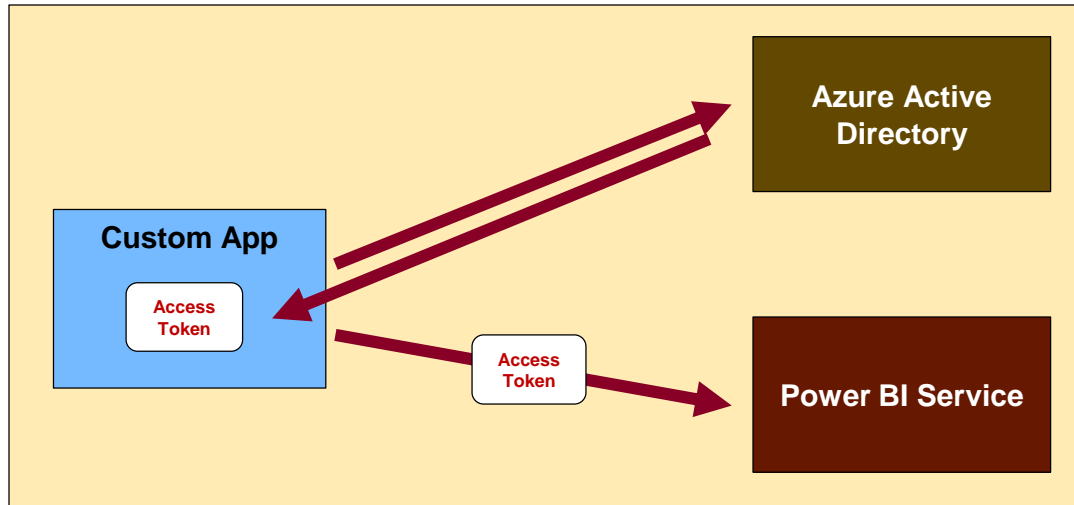 Azure Active
Directory
Custom App
Access
Token
Access
Token
Power BI Service